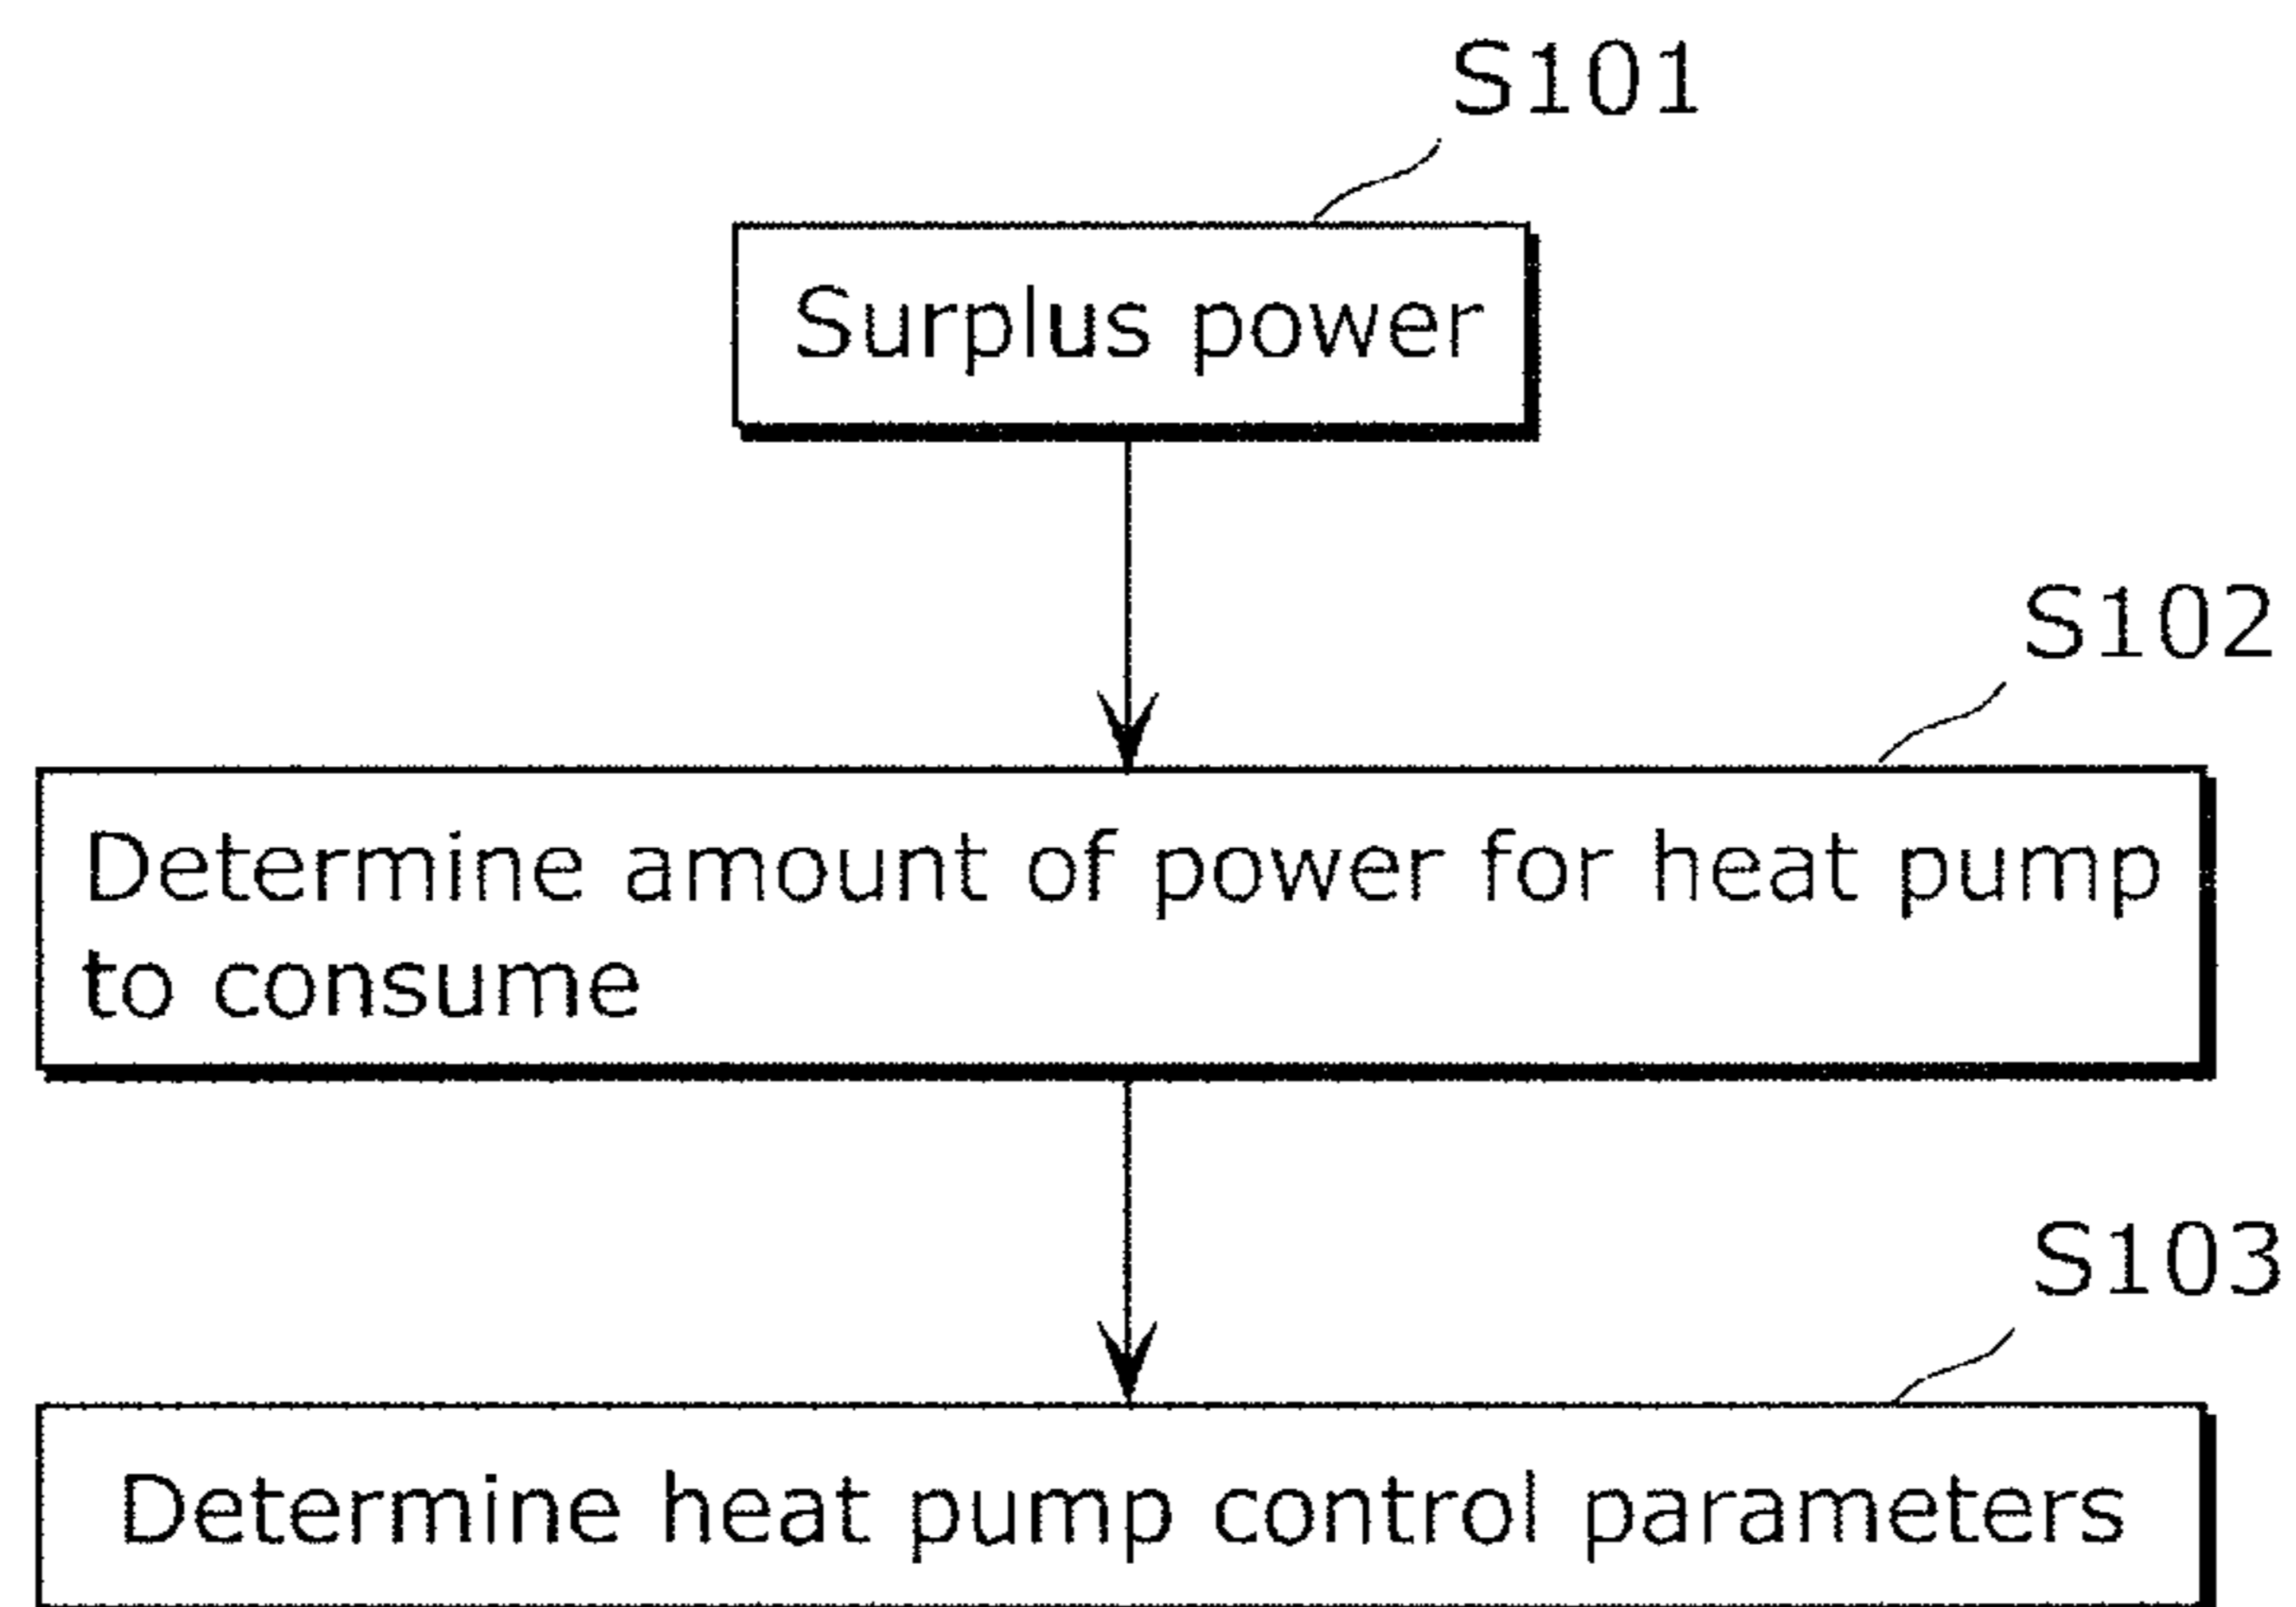 S101
Surplus power
S102
Determine amount of power for heat pump
to consume
S103
Determine heat pump control parameters